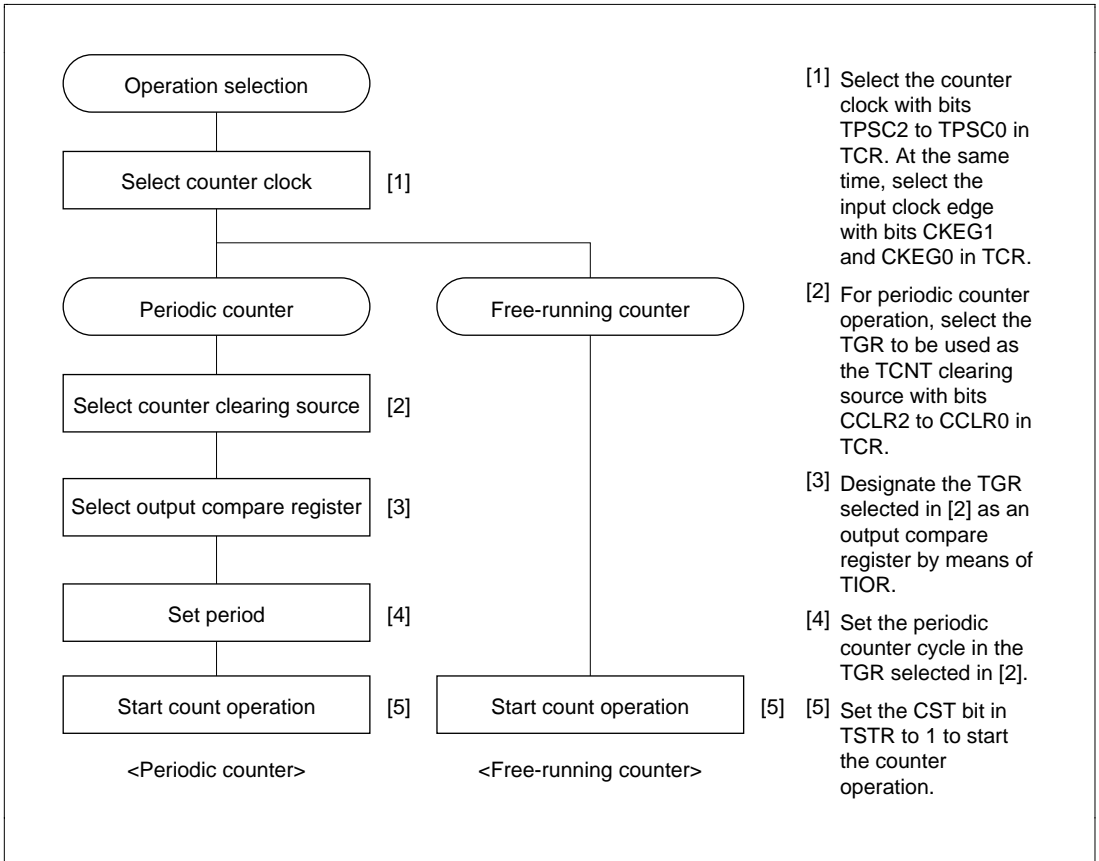 Operation selection
Select counter clock
[1]
Periodic counter
Free-running counter
Select counter clearing source
[2]
Select output compare register
[3]
Set period
[4]
Start count operation
[5]
Start count operation
[5]
<Periodic counter>
<Free-running counter>
[1] Select the counter
clock with bits
TPSC2 to TPSC0 in
TCR. At the same
time, select the
input clock edge
with bits CKEG1
and CKEG0 in TCR.
[2] For periodic counter
operation, select the
TGR to be used as
the TCNT clearing
source with bits
CCLR2 to CCLR0 in
TCR.
[3] Designate the TGR
selected in [2] as an
output compare
register by means of
TIOR.
[4] Set the periodic
counter cycle in the
TGR selected in [2].
[5] Set the CST bit in
TSTR to 1 to start
the counter
operation.